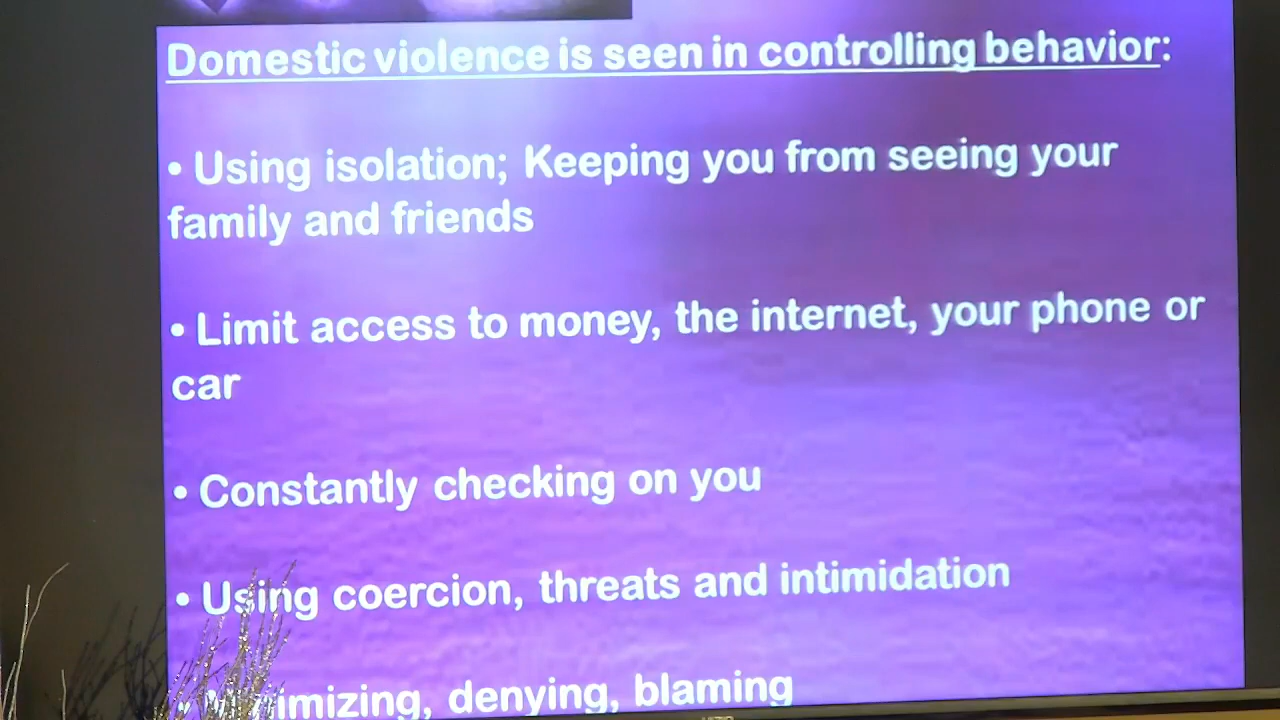 Domestic violence is seen in controlling behavior:
• Using isolation; Keeping you from seeing your
family and friends
• Limit access to money, the internet, your phone or
car
• Constantly checking on you
• Using coercion, threats and intimidation
• Minimizing, denying, blaming